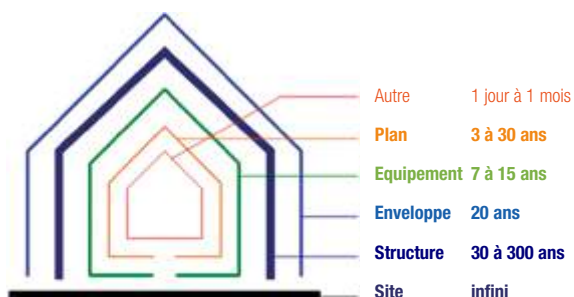 Autre 1 jour à 1 mois
Plan 3 à 30 ans
Equipement 7 à 15 ans
Enveloppe 20 ans
Structure 30 à 300 ans
Site infini